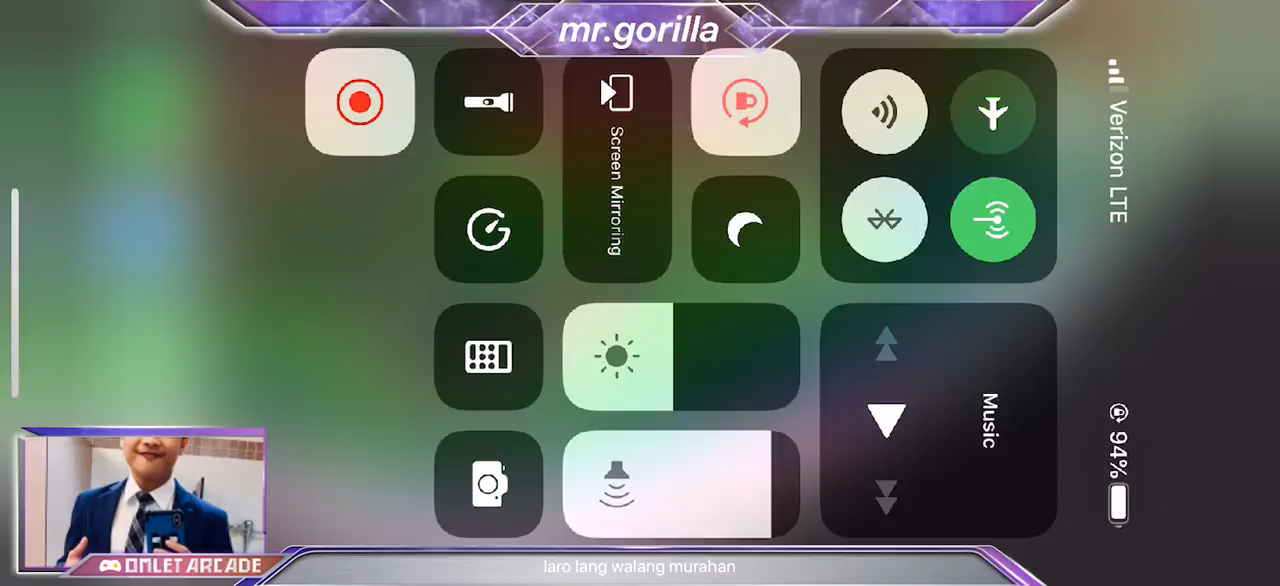 mr.gorilla
Screen Mirroring
Verizon LTE
Music
94%
OMLET ARCADE
laro lang walang murahan